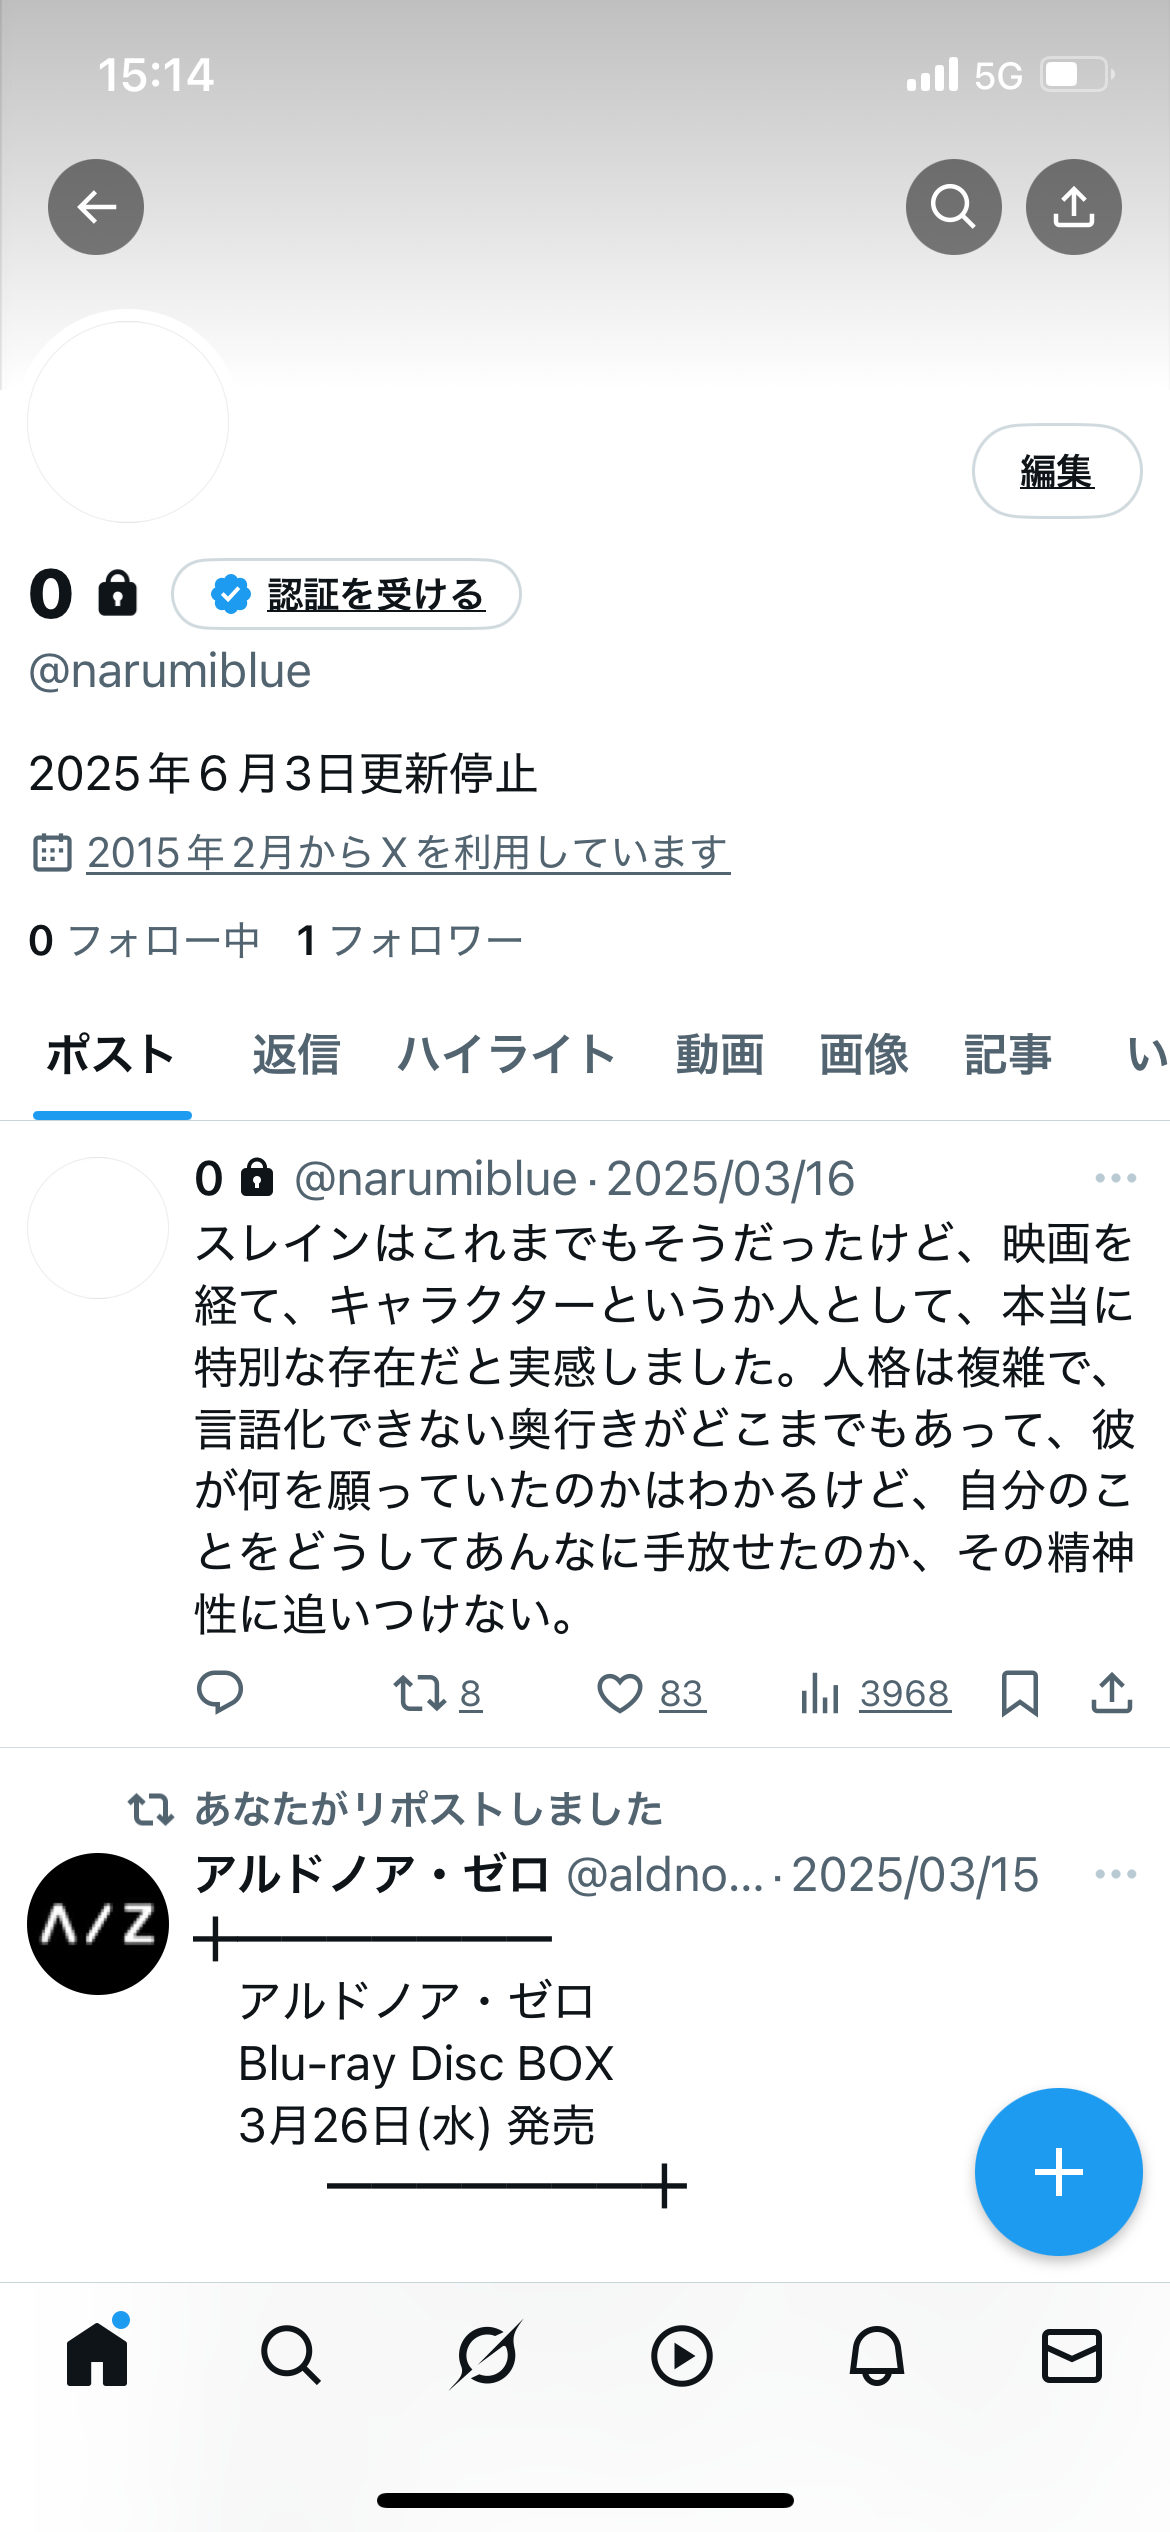 15:14
5G
編集
0 認証を受ける
@narumiblue
2025年6月3日更新停止
2015年2月からXを利用しています
0 フォロー中 1 フォロワー
ポスト 返信 ハイライト 動画 画像 記事 い
0 @narumiblue · 2025/03/16
スレインはこれまでもそうだったけど、映画を
経て、キャラクターというか人として、本当に
特別な存在だと実感しました。人格は複雑で、
言語化できない奥行きがどこまでもあって、彼
が何を願っていたのかはわかるけど、自分のこ
とをどうしてあんなに手放せたのか、その精神
性に追いつけない。
8 83 3968
あなたがリポストしました
アルドノア・ゼロ @aldno... · 2025/03/15
Λ/Z
╋━━━━━━━
アルドノア・ゼロ
Blu-ray Disc BOX
3月26日(水) 発売
━━━━━━━╋